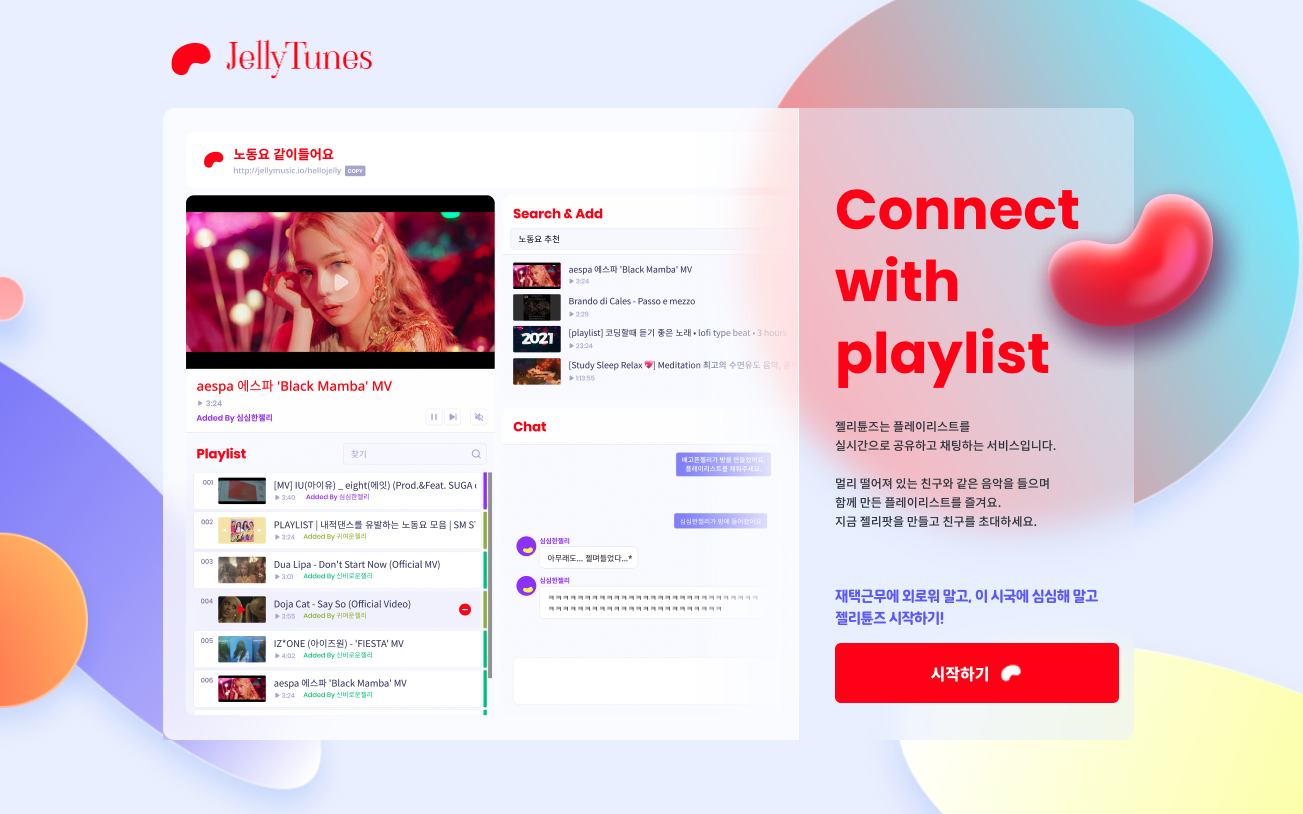 JellyTunes
노동요 같이들어요
http://jellymusic.io/hellojelly COPY
aespa 에스파 'Black Mamba' MV
3:24
Added By 심심한젤리
Playlist
찾기
001
[MV] IU(아이유) _ eight(에잇) (Prod.&Feat. SUGA
3:40 Added By 심심한젤리
002
PLAYLIST | 내적댄스를 유발하는 노동요 모음 | SM
3:24 Added By 귀여운젤리
003
Dua Lipa - Don't Start Now (Official MV)
3:01 Added By 신비로운젤리
004
Doja Cat - Say So (Official Video)
3:55 Added By 귀여운젤리
005
IZ*ONE (아이즈원) - 'FIESTA' MV
4:02 Added By 신비로운젤리
006
aespa 에스파 'Black Mamba' MV
3:24 Added By 신비로운젤리
Search & Add
노동요 추천
aespa 에스파 'Black Mamba' MV
3:24
Brando di Cales - Passo e mezzo
2:28
2021
[playlist] 코딩할때 듣기 좋은 노래 • lofi type beat • 3 hours
23:24
[Study Sleep Relax 💖] Meditation 최고의 수면유도 음악,
1:13:55
Chat
배고픈젤리가 방을 만들었어요.
플레이리스트를 채워주세요.
심심한젤리가 방에 들어왔어요
심심한젤리
아무래도... 젤며들었다...*
심심한젤리
ㅋㅋㅋㅋㅋㅋㅋㅋㅋㅋㅋㅋㅋㅋㅋㅋㅋㅋㅋㅋㅋㅋㅋㅋㅋㅋㅋㅋㅋ
ㅋㅋㅋㅋㅋㅋㅋㅋㅋㅋㅋㅋㅋㅋㅋㅋㅋㅋㅋㅋㅋㅋㅋㅋ
Connect
with
playlist
젤리튠즈는 플레이리스트를
실시간으로 공유하고 채팅하는 서비스입니다.
멀리 떨어져 있는 친구와 같은 음악을 들으며
함께 만든 플레이리스트를 즐겨요.
지금 젤리팟을 만들고 친구를 초대하세요.
재택근무에 외로워 말고, 이 시국에 심심해 말고
젤리튠즈 시작하기!
시작하기